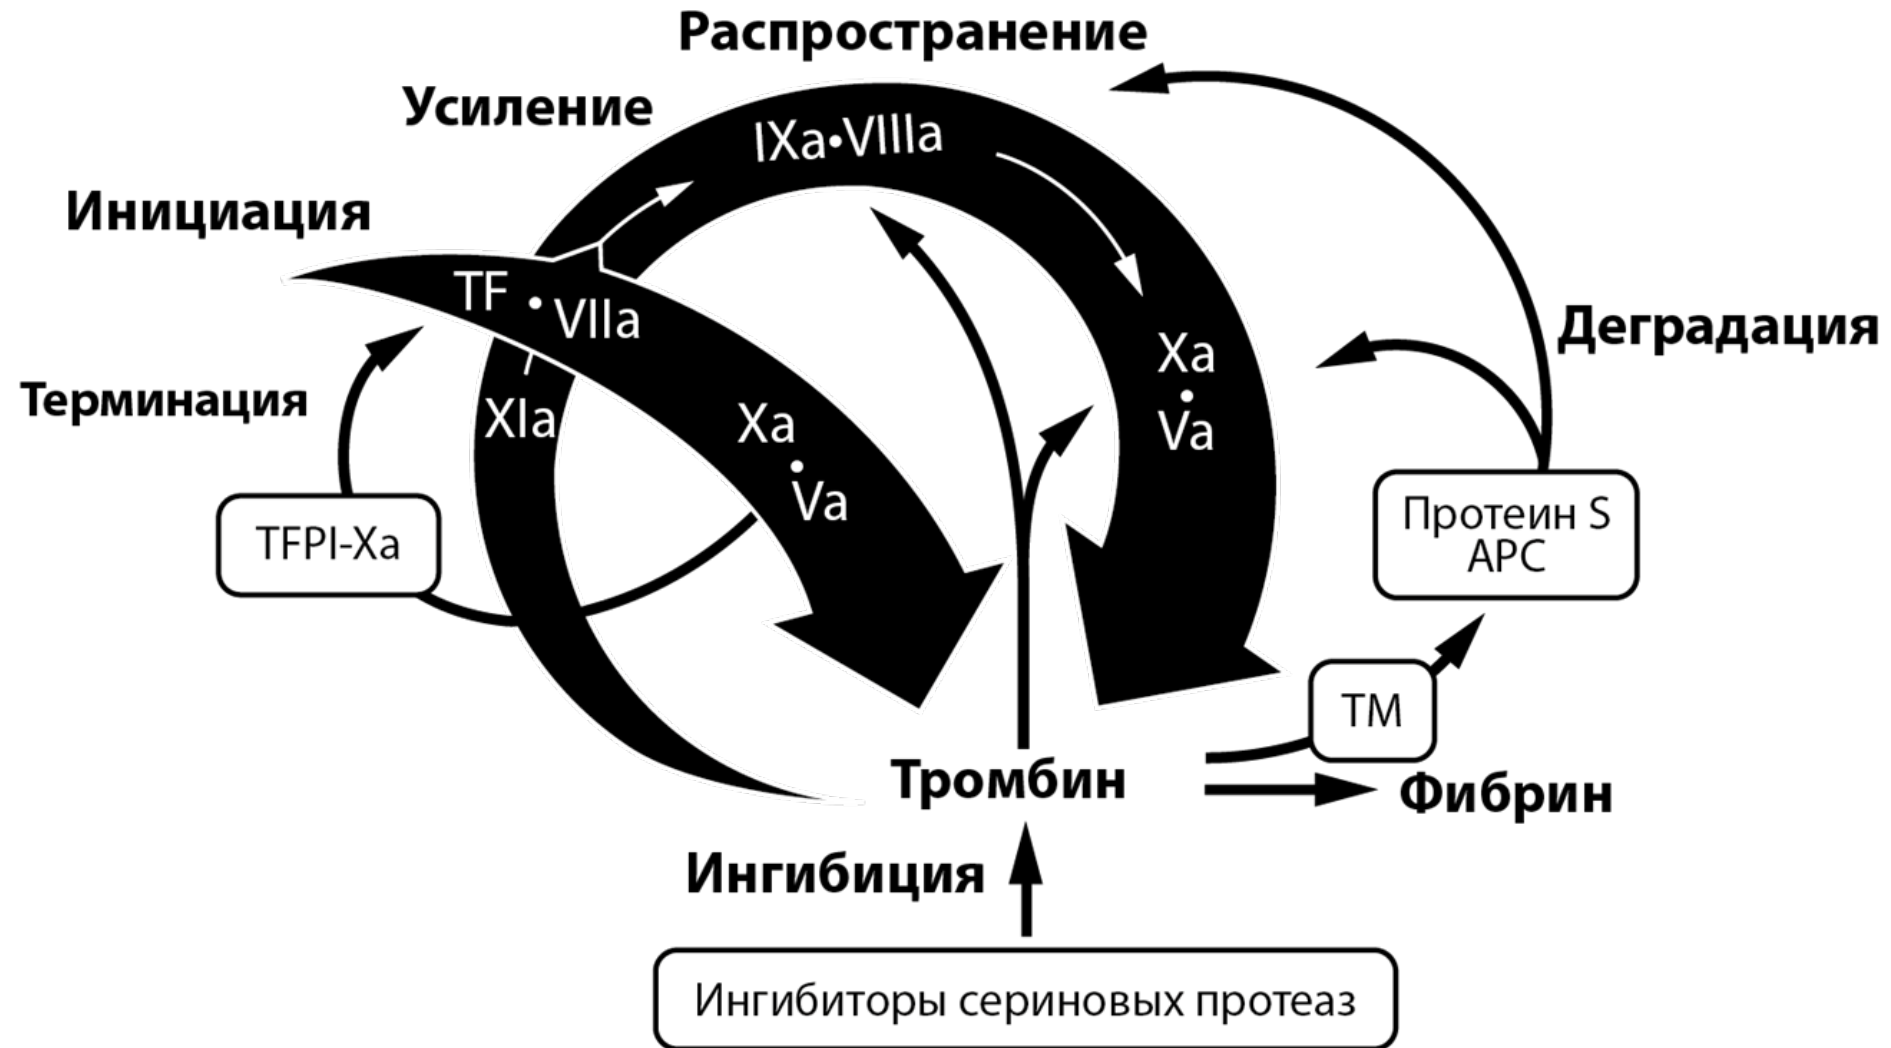 Распространение
Усиление
IXa•VIIIa
Инициация
TF • VIIa
Деградация
Терминация
XIa
Xa
•
Va
Xa
•
Va
TFPI-Xa
Протеин S
APC
TM
Тромбин
Фибрин
Ингибиция
Ингибиторы сериновых протеаз